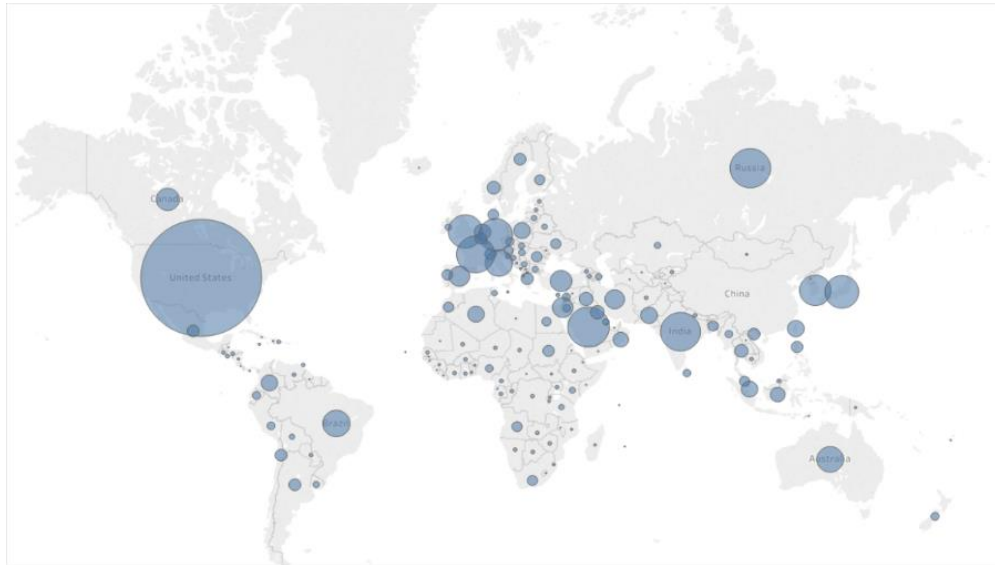 Canada
Russia
United States
China
India
Brazil
Australia